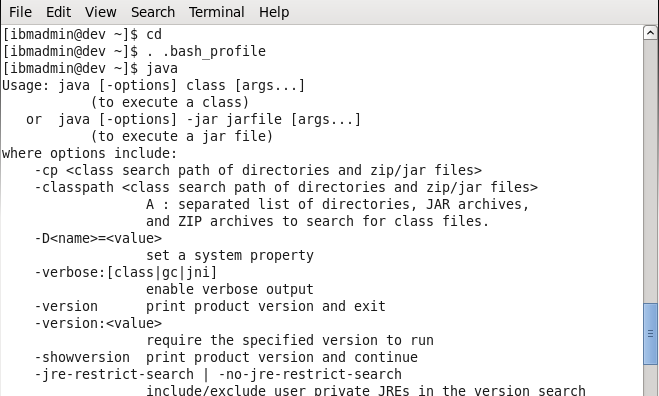 File Edit View Search Terminal Help
[ibmadmin@dev ~]$ cd
[ibmadmin@dev ~]$ . .bash_profile
[ibmadmin@dev ~]$ java
Usage: java [-options] class [args...]
           (to execute a class)
   or  java [-options] -jar jarfile [args...]
           (to execute a jar file)
where options include:
    -cp <class search path of directories and zip/jar files>
    -classpath <class search path of directories and zip/jar files>
                  A : separated list of directories, JAR archives,
                  and ZIP archives to search for class files.
    -D<name>=<value>
                  set a system property
    -verbose:[class|gc|jni]
                  enable verbose output
    -version      print product version and exit
    -version:<value>
                  require the specified version to run
    -showversion  print product version and continue
    -jre-restrict-search | -no-jre-restrict-search
                  include/exclude user private JREs in the version search